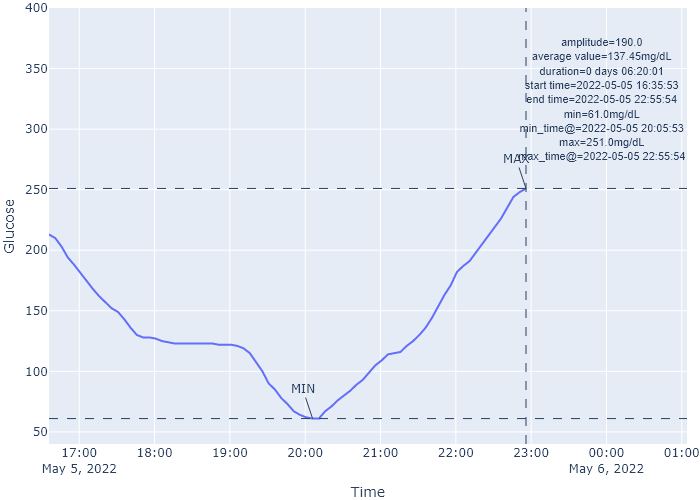 400
350
300
250
200
150
100
50
Glucose
amplitude=190.0
average value=137.45mg/dL
duration=0 days 06:20:01
start time=2022-05-05 16:35:53
end time=2022-05-05 22:55:54
min=61.0mg/dL
min_time@=2022-05-05 20:05:53
max=251.0mg/dL
max_time@=2022-05-05 22:55:54
MAX
MIN
17:00 18:00 19:00 20:00 21:00 22:00 23:00 00:00 01:00
May 5, 2022 May 6, 2022
Time